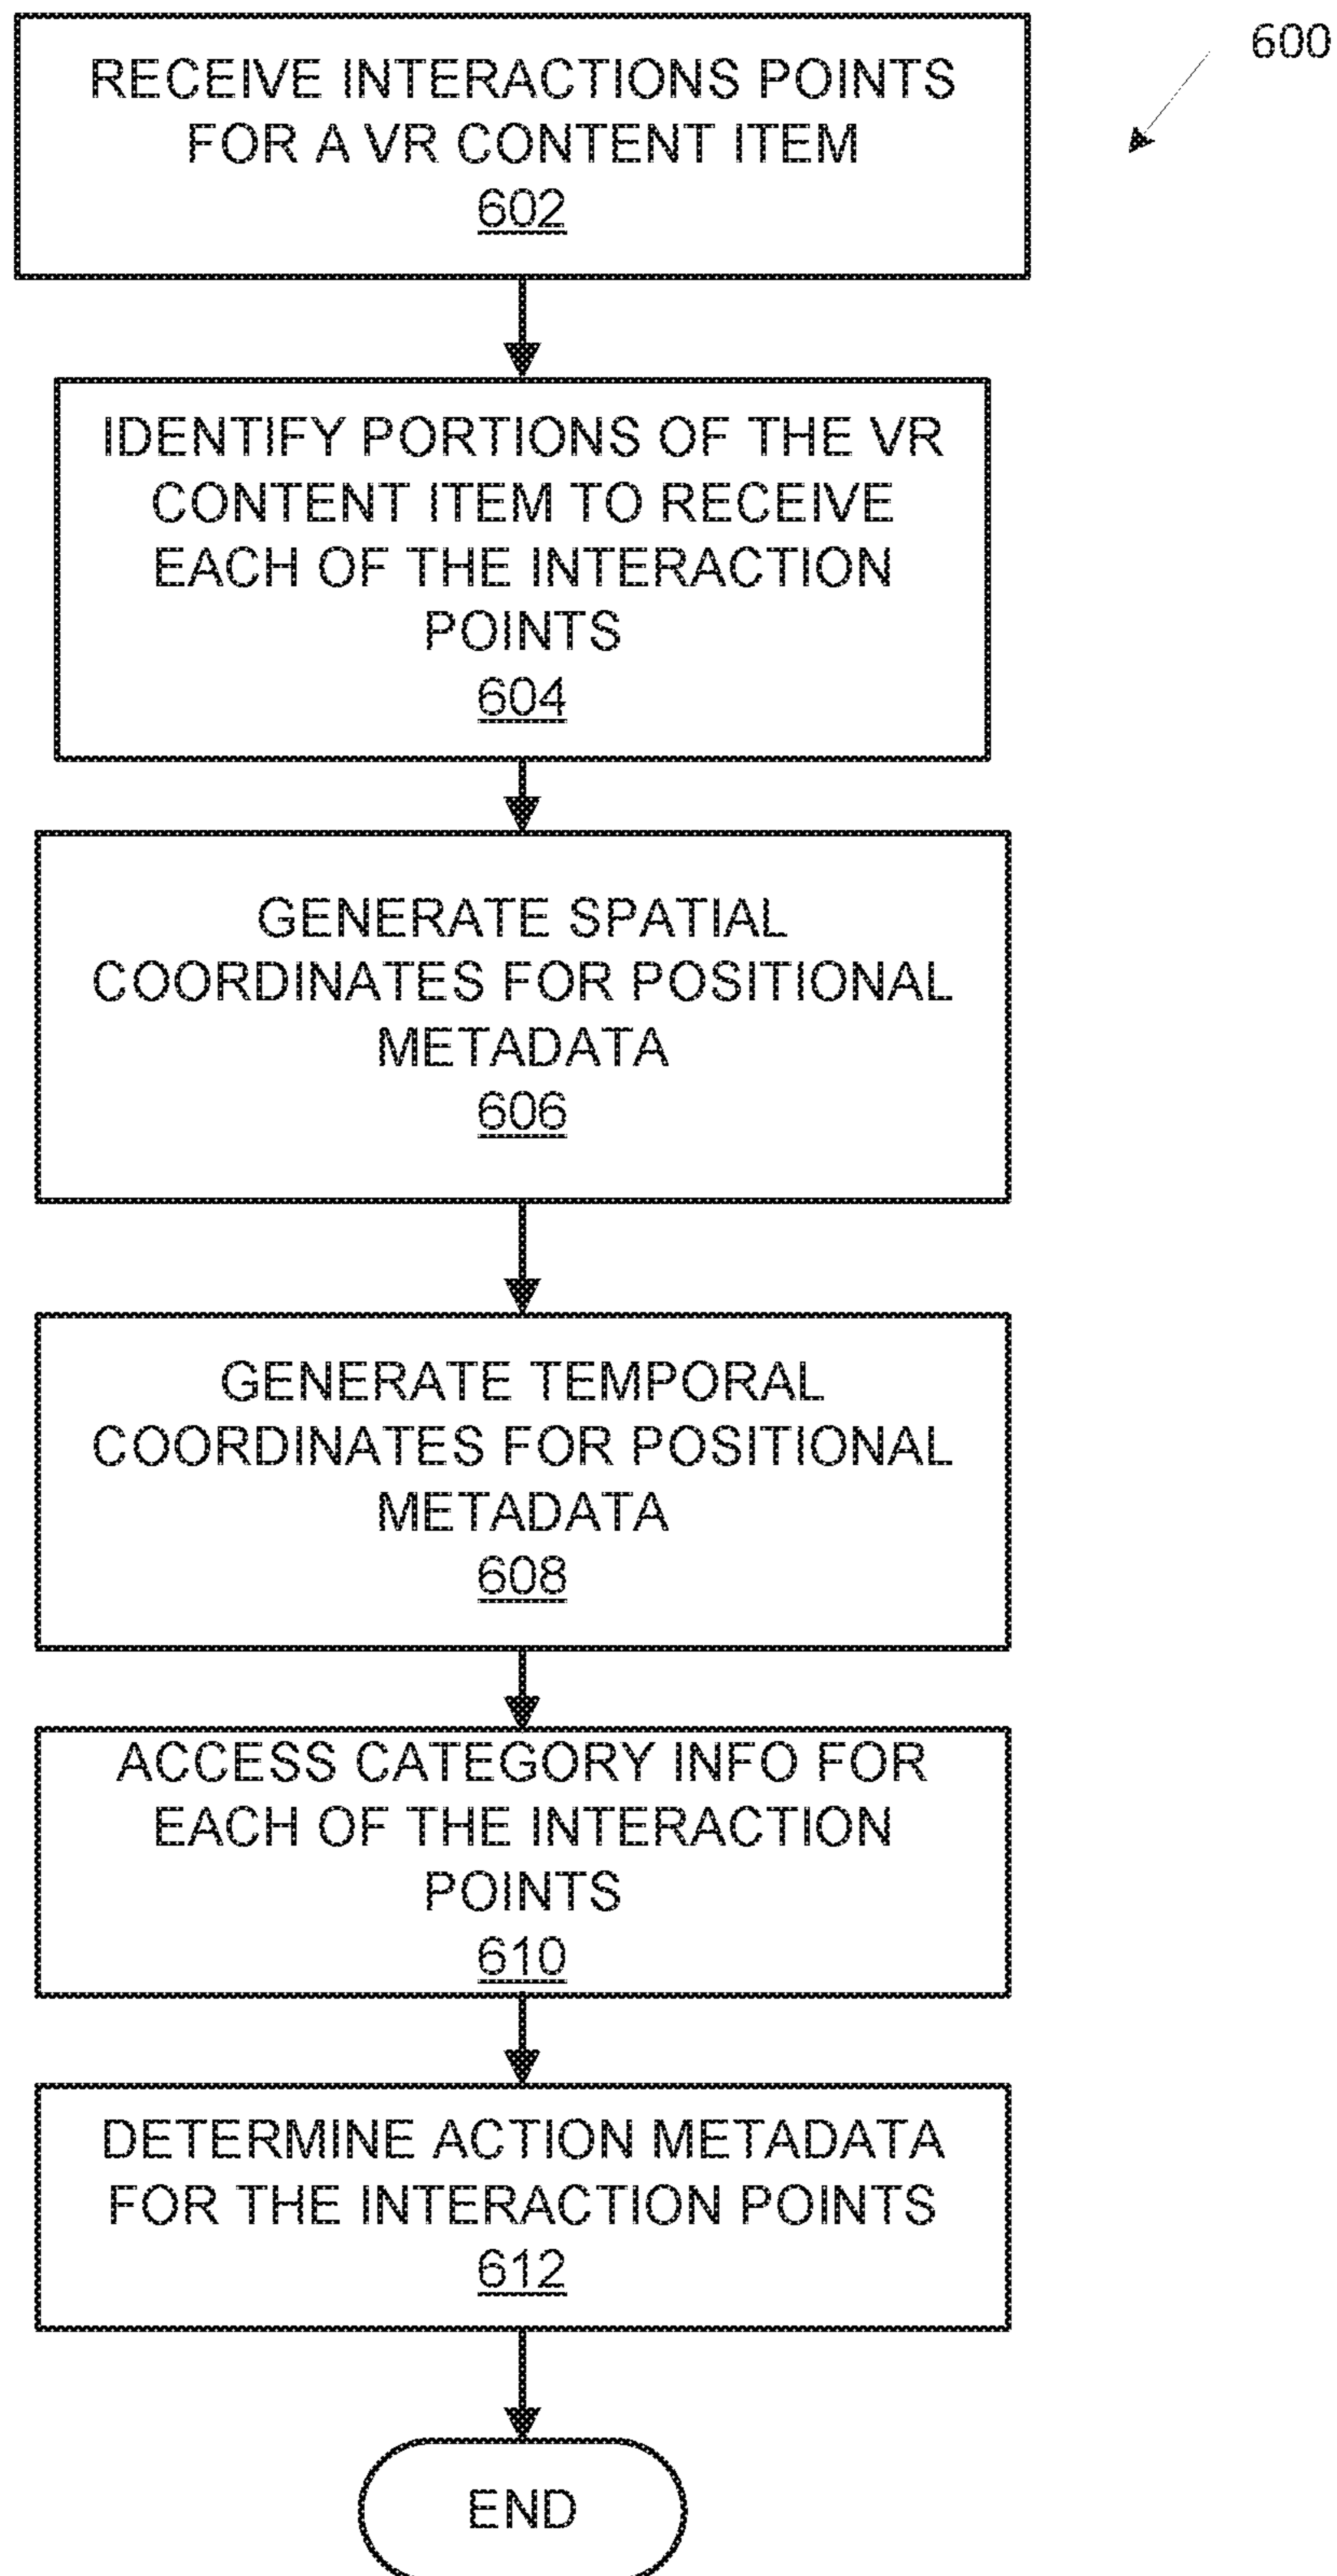 600
RECEIVE INTERACTIONS POINTS
FOR A VR CONTENT ITEM
602
IDENTIFY PORTIONS OF THE VR
CONTENT ITEM TO RECEIVE
EACH OF THE INTERACTION
POINTS
604
GENERATE SPATIAL
COORDINATES FOR POSITIONAL
METADATA
606
GENERATE TEMPORAL
COORDINATES FOR POSITIONAL
METADATA
608
ACCESS CATEGORY INFO FOR
EACH OF THE INTERACTION
POINTS
610
DETERMINE ACTION METADATA
FOR THE INTERACTION POINTS
612
END